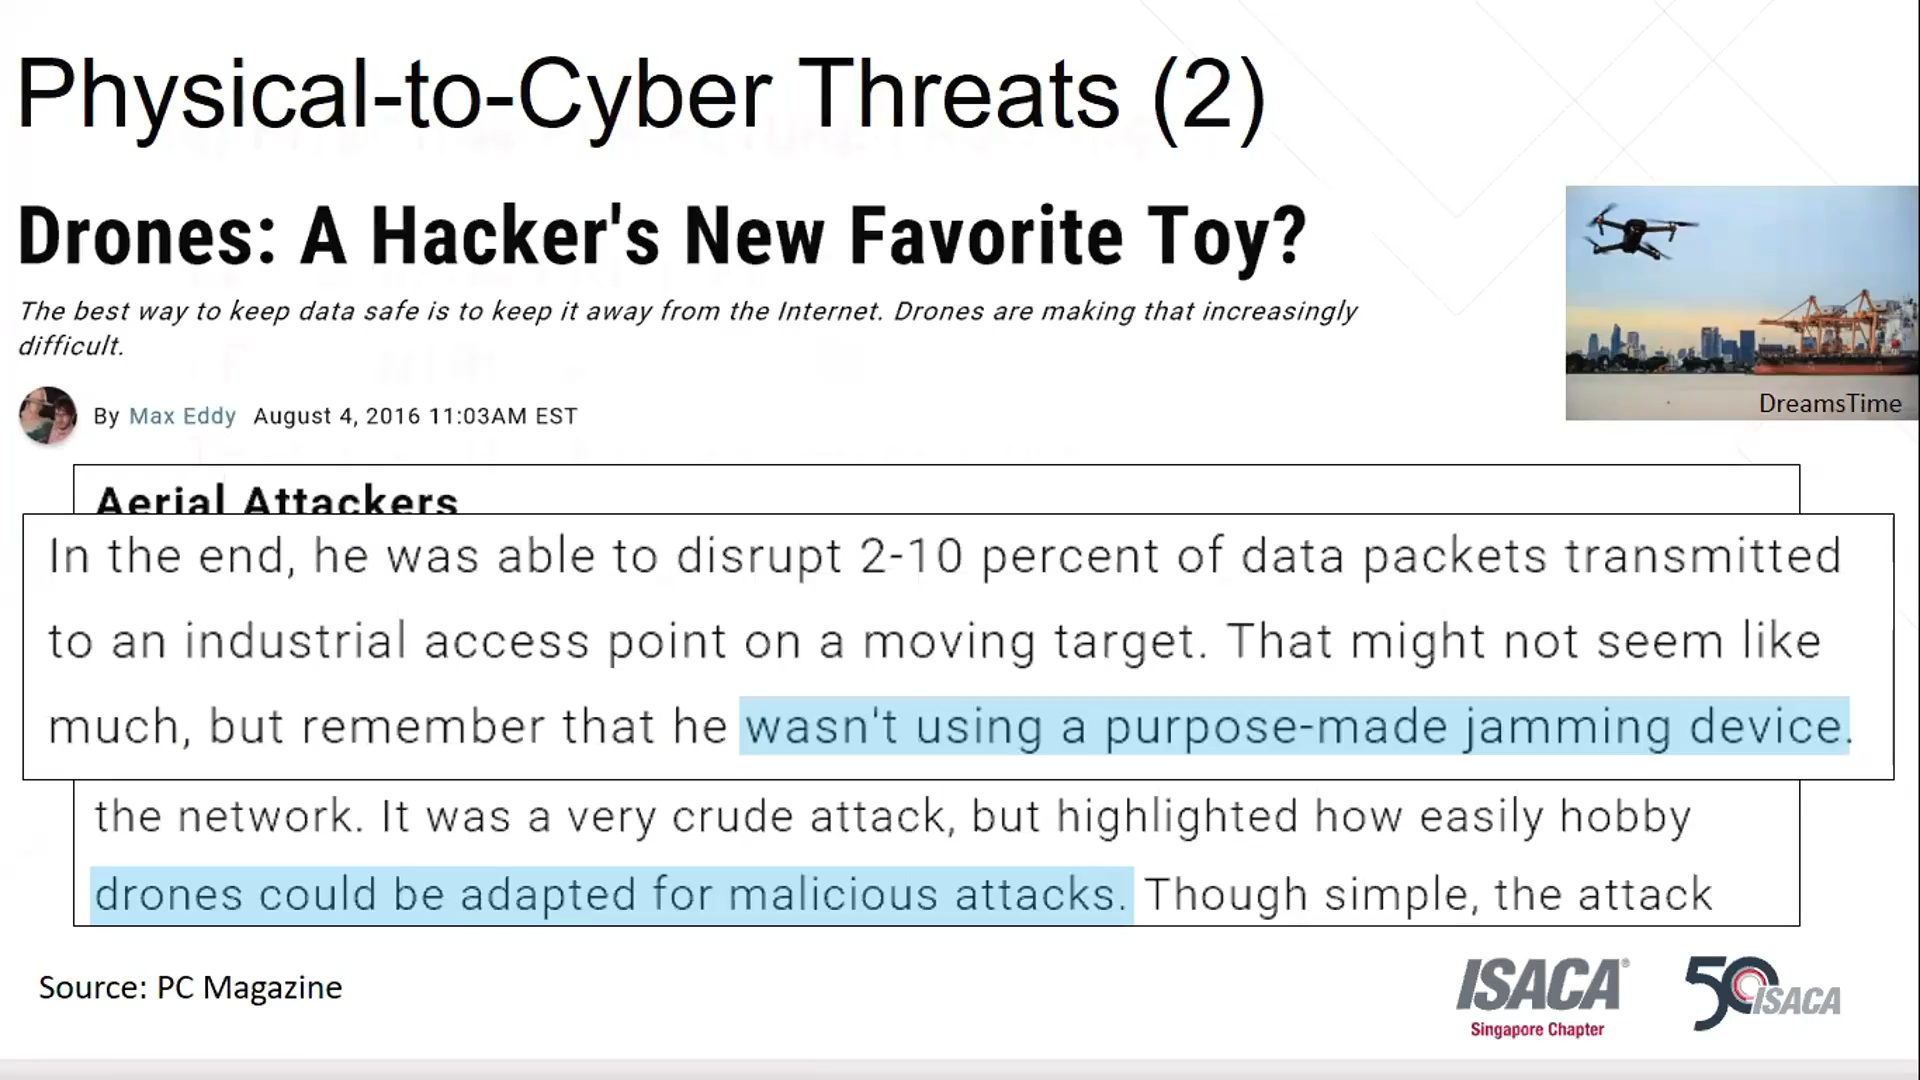 Physical-to-Cyber Threats (2)
Drones: A Hacker's New Favorite Toy?
The best way to keep data safe is to keep it away from the Internet. Drones are making that increasingly
difficult.
By Max Eddy August 4, 2016 11:03AM EST
DreamsTime
Aerial Attackers
In the end, he was able to disrupt 2-10 percent of data packets transmitted
to an industrial access point on a moving target. That might not seem like
much, but remember that he wasn't using a purpose-made jamming device.
the network. It was a very crude attack, but highlighted how easily hobby
drones could be adapted for malicious attacks. Though simple, the attack
Source: PC Magazine
ISACA®
Singapore Chapter
50 ISACA